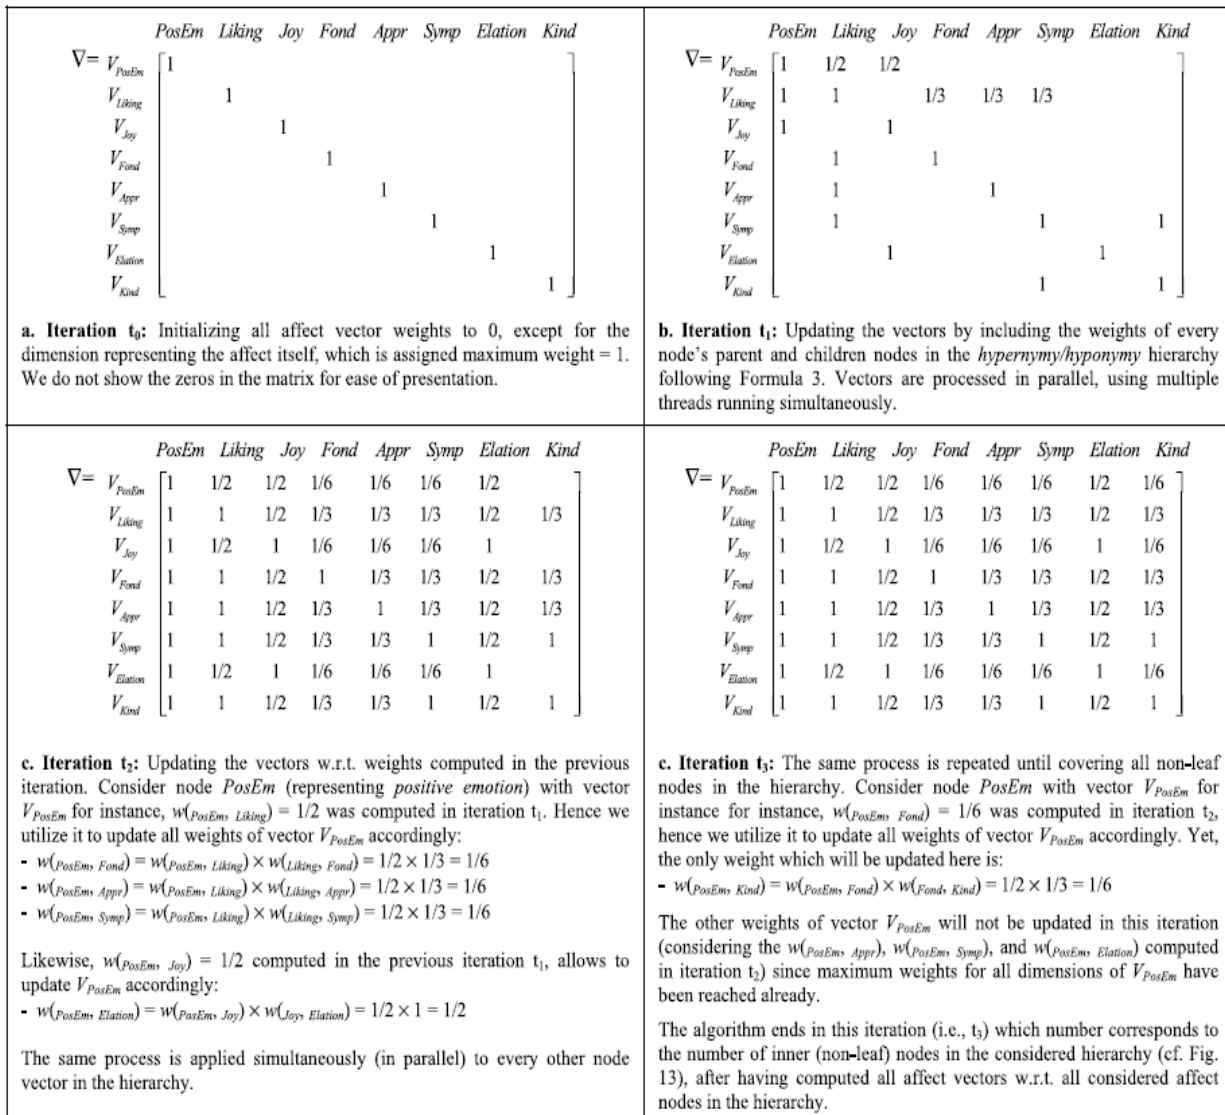 PosEm Liking Joy Fond Appr Symp Elation Kind
∇= V_PosEm 1
V_Liking 1
V_Joy 1
V_Fond 1
V_Appr 1
V_Symp 1
V_Elation 1
V_Kind 1
a. Iteration t₀: Initializing all affect vector weights to 0, except for the
dimension representing the affect itself, which is assigned maximum weight = 1.
We do not show the zeros in the matrix for ease of presentation.
PosEm Liking Joy Fond Appr Symp Elation Kind
∇= V_PosEm 1 1/2 1/2
V_Liking 1 1 1/3 1/3 1/3
V_Joy 1 1
V_Fond 1 1
V_Appr 1 1
V_Symp 1 1 1
V_Elation 1 1
V_Kind 1 1
b. Iteration t₁: Updating the vectors by including the weights of every
node's parent and children nodes in the hypernymy/hyponymy hierarchy
following Formula 3. Vectors are processed in parallel, using multiple
threads running simultaneously.
PosEm Liking Joy Fond Appr Symp Elation Kind
∇= V_PosEm 1 1/2 1/2 1/6 1/6 1/6 1/2
V_Liking 1 1 1/2 1/3 1/3 1/3 1/2 1/3
V_Joy 1 1/2 1 1/6 1/6 1/6 1
V_Fond 1 1 1/2 1 1/3 1/3 1/2 1/3
V_Appr 1 1 1/2 1/3 1 1/3 1/2 1/3
V_Symp 1 1 1/2 1/3 1/3 1 1/2 1
V_Elation 1 1/2 1 1/6 1/6 1/6 1
V_Kind 1 1 1/2 1/3 1/3 1 1/2 1
c. Iteration t₂: Updating the vectors w.r.t. weights computed in the previous
iteration. Consider node PosEm (representing positive emotion) with vector
V_PosEm for instance, w(PosEm, Liking) = 1/2 was computed in iteration t₁. Hence we
utilize it to update all weights of vector V_PosEm accordingly:
- w(PosEm, Fond) = w(PosEm, Liking) × w(Liking, Fond) = 1/2 × 1/3 = 1/6
- w(PosEm, Appr) = w(PosEm, Liking) × w(Liking, Appr) = 1/2 × 1/3 = 1/6
- w(PosEm, Symp) = w(PosEm, Liking) × w(Liking, Symp) = 1/2 × 1/3 = 1/6
Likewise, w(PosEm, Joy) = 1/2 computed in the previous iteration t₁, allows to
update V_PosEm accordingly:
- w(PosEm, Elation) = w(PosEm, Joy) × w(Joy, Elation) = 1/2 × 1 = 1/2
The same process is applied simultaneously (in parallel) to every other node
vector in the hierarchy.
PosEm Liking Joy Fond Appr Symp Elation Kind
∇= V_PosEm 1 1/2 1/2 1/6 1/6 1/6 1/2 1/6
V_Liking 1 1 1/2 1/3 1/3 1/3 1/2 1/3
V_Joy 1 1/2 1 1/6 1/6 1/6 1 1/6
V_Fond 1 1 1/2 1 1/3 1/3 1/2 1/3
V_Appr 1 1 1/2 1/3 1 1/3 1/2 1/3
V_Symp 1 1 1/2 1/3 1/3 1 1/2 1
V_Elation 1 1/2 1 1/6 1/6 1/6 1 1/6
V_Kind 1 1 1/2 1/3 1/3 1 1/2 1
c. Iteration t₃: The same process is repeated until covering all non-leaf
nodes in the hierarchy. Consider node PosEm with vector V_PosEm for
instance for instance, w(PosEm, Fond) = 1/6 was computed in iteration t₂,
hence we utilize it to update all weights of vector V_PosEm accordingly. Yet,
the only weight which will be updated here is:
- w(PosEm, Kind) = w(PosEm, Fond) × w(Fond, Kind) = 1/2 × 1/3 = 1/6
The other weights of vector V_PosEm will not be updated in this iteration
(considering the w(PosEm, Appr), w(PosEm, Symp), and w(PosEm, Elation) computed
in iteration t₂) since maximum weights for all dimensions of V_PosEm have
been reached already.
The algorithm ends in this iteration (i.e., t₃) which number corresponds to
the number of inner (non-leaf) nodes in the considered hierarchy (cf. Fig.
13), after having computed all affect vectors w.r.t. all considered affect
nodes in the hierarchy.